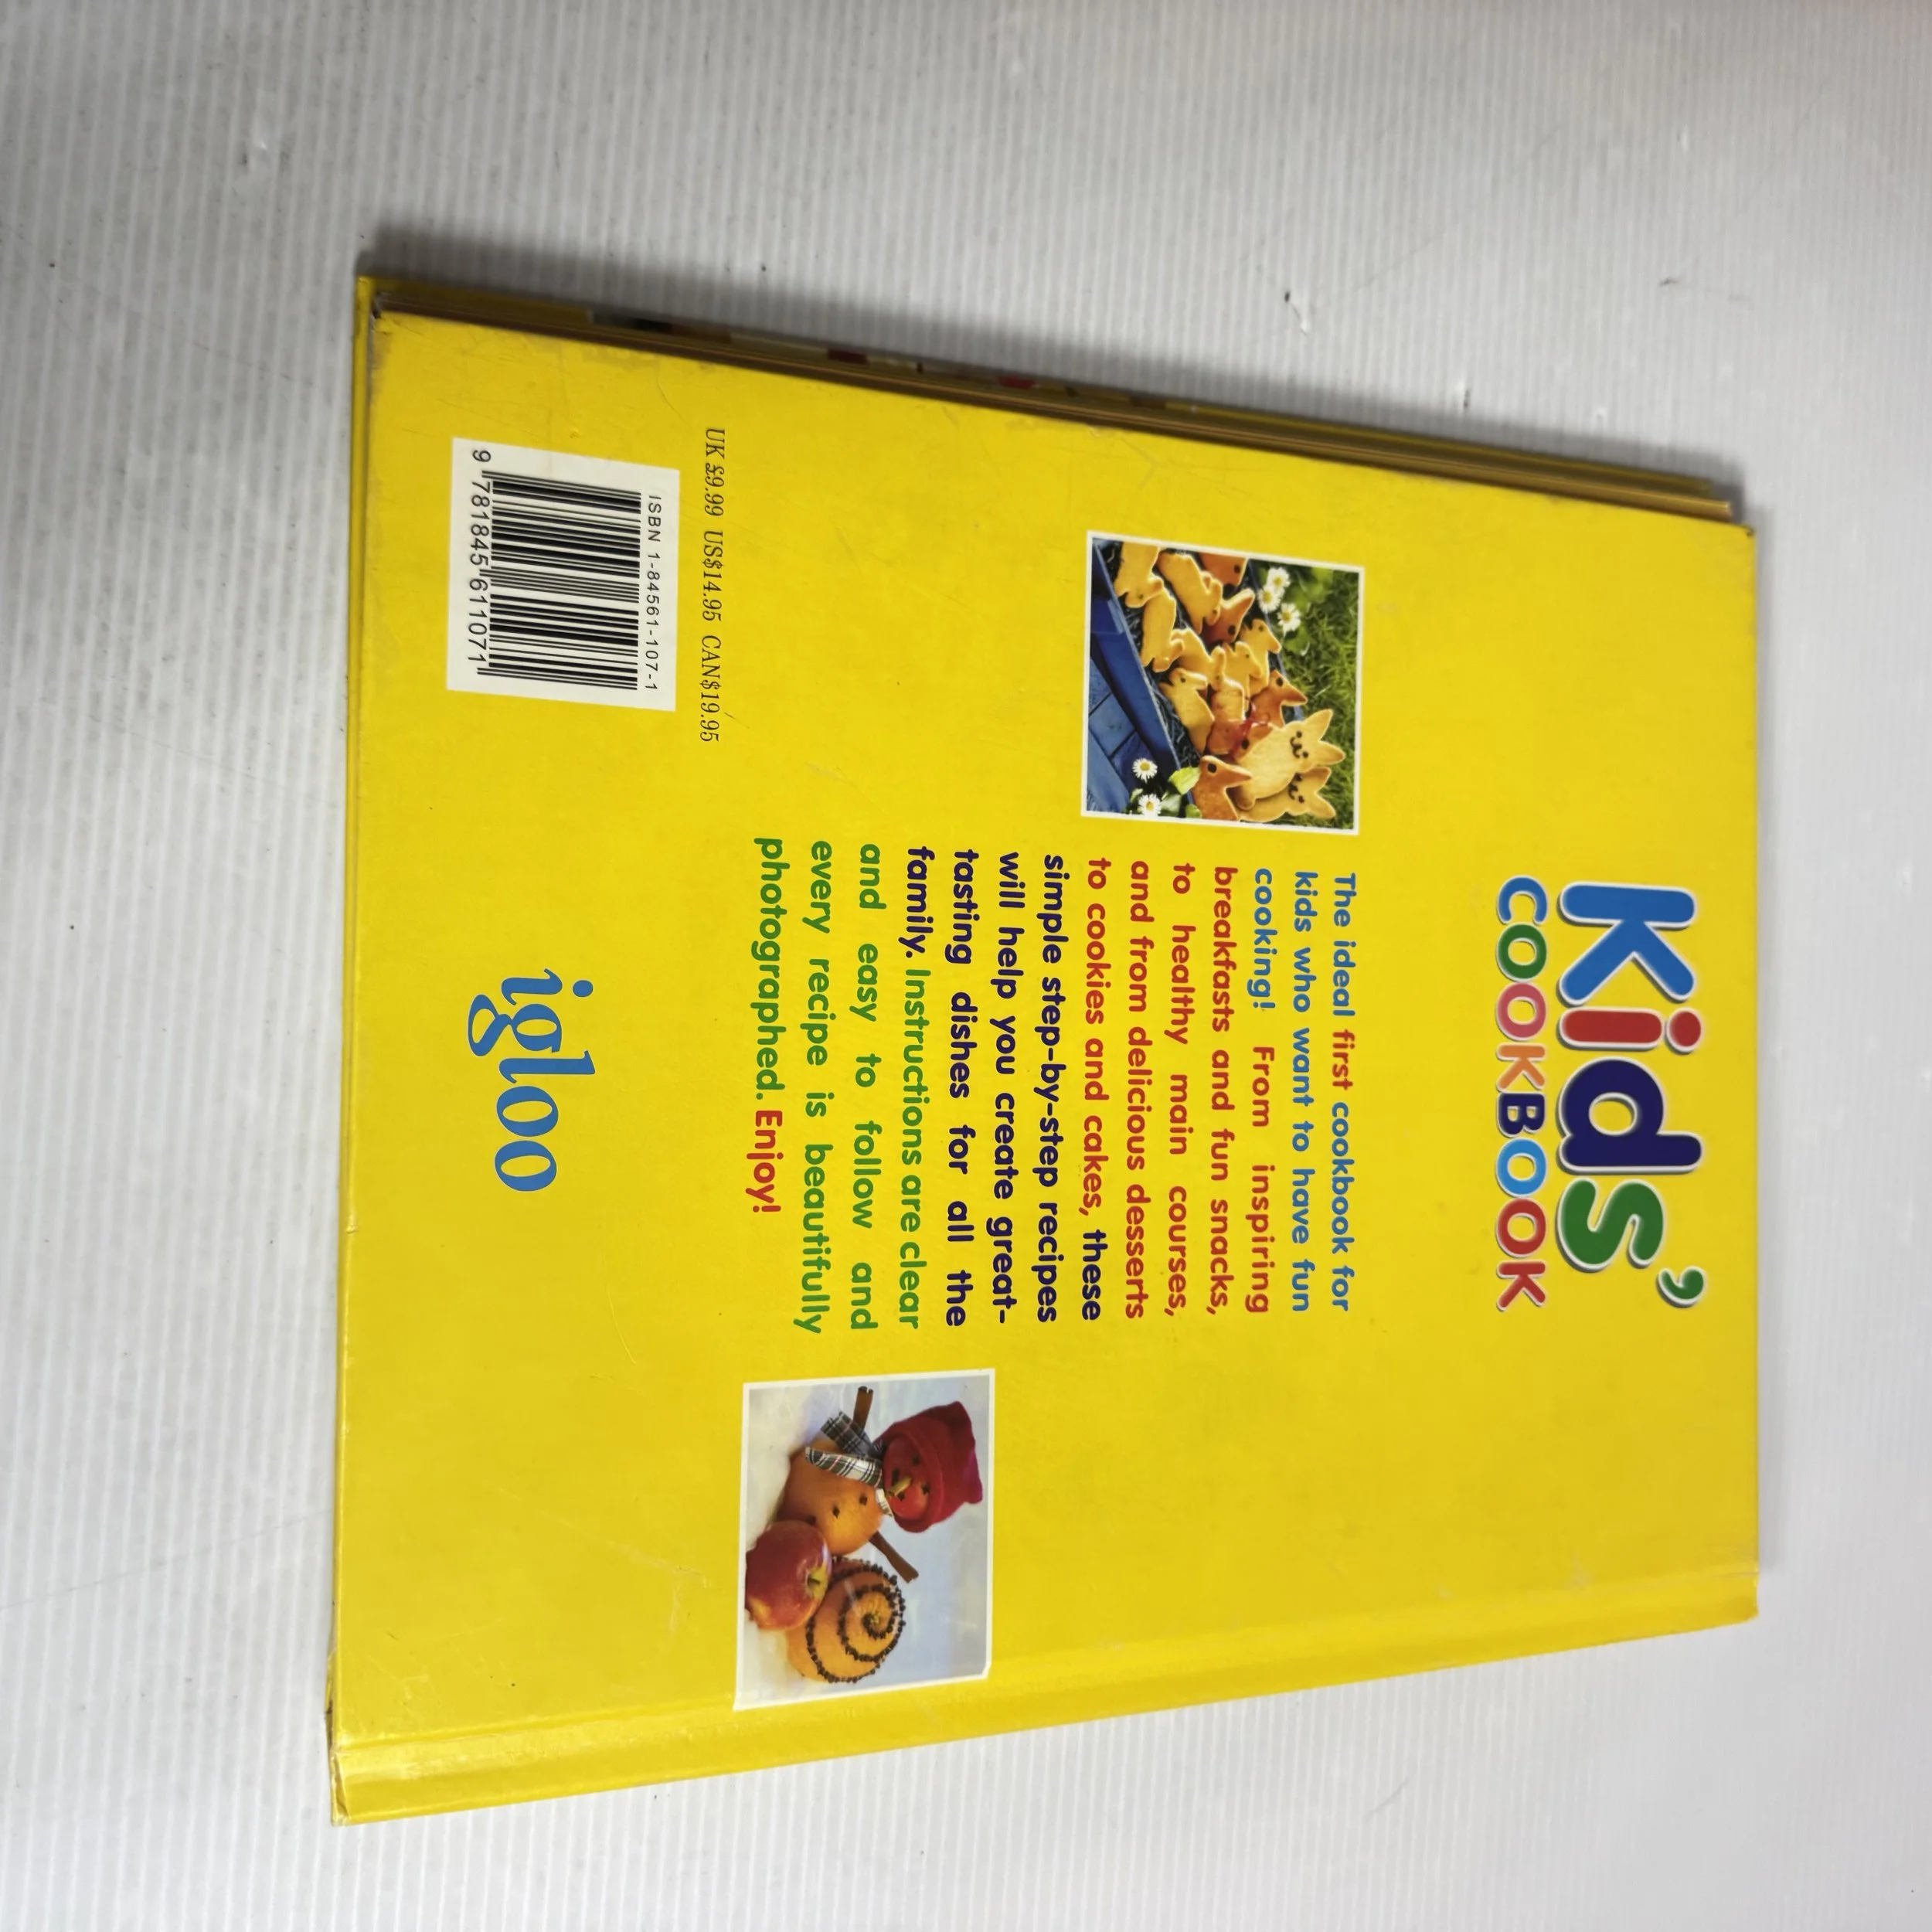 Kids'
COOKBOOK
The ideal first cookbook for
kids who want to have fun
cooking! From inspiring
breakfasts and fun snacks,
to healthy main courses,
and from delicious desserts
to cookies and cakes, these
simple step-by-step recipes
will help you create great-
tasting dishes for all the
family. Instructions are clear
and easy to follow and
every recipe is beautifully
photographed. Enjoy!
UK £9.99 US$14.95 CAN$19.95
ISBN 1-84561-107-1
9 781845 611071
igloo